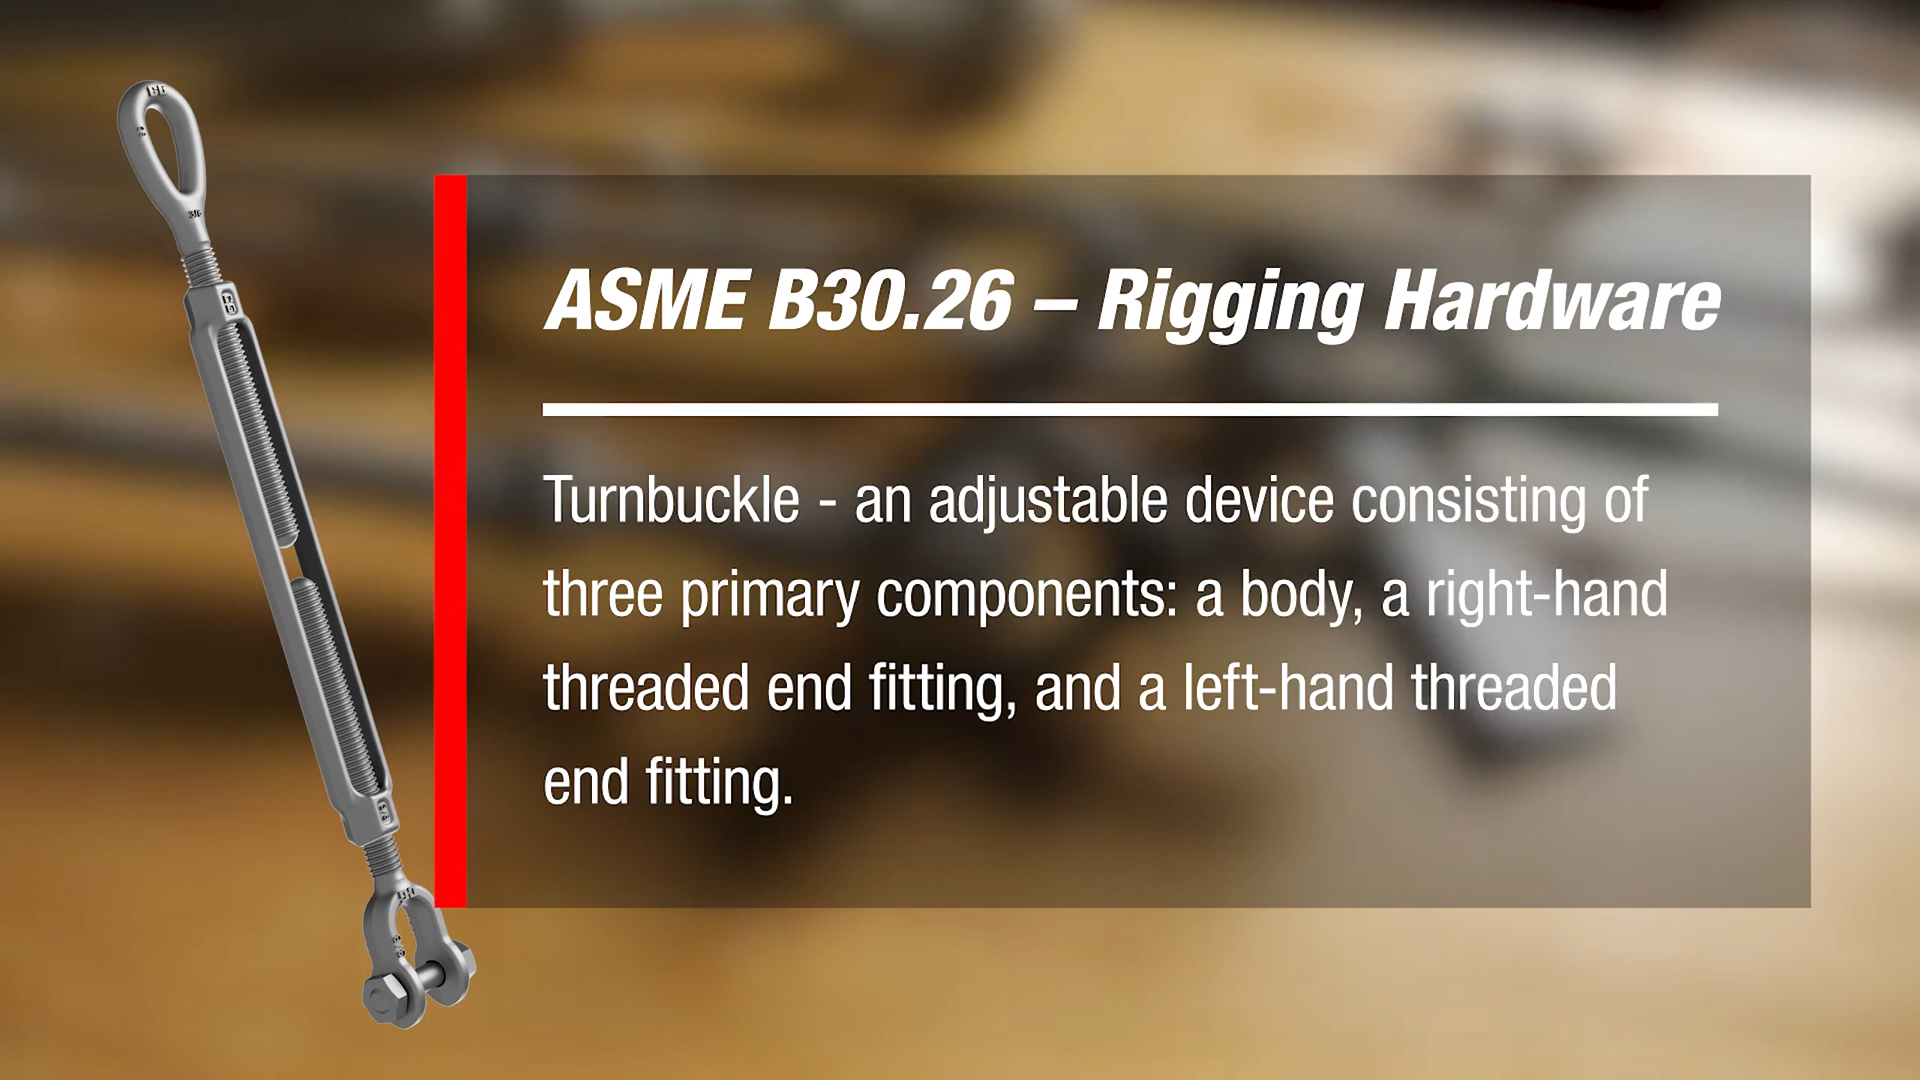 ASME B30.26 – Rigging Hardware
Turnbuckle - an adjustable device consisting of
three primary components: a body, a right-hand
threaded end fitting, and a left-hand threaded
end fitting.